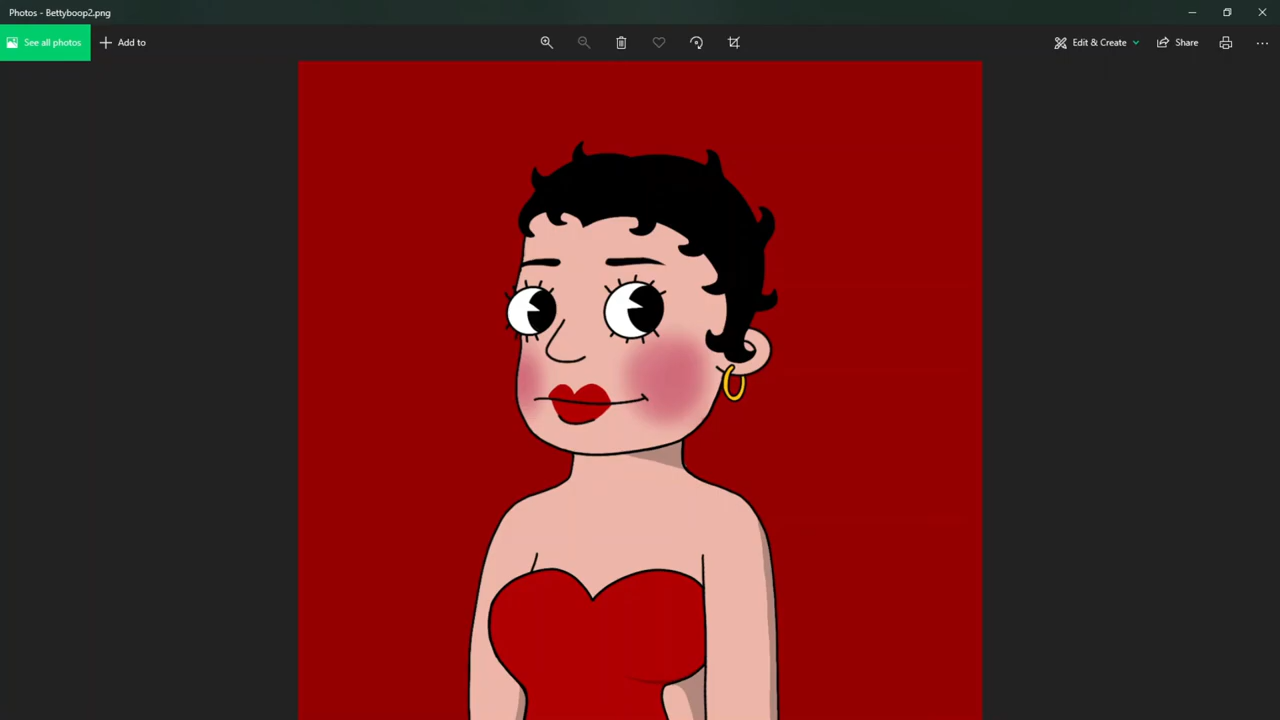 Photos - Bettyboop2.png
See all photos
Add to
Edit & Create
Share